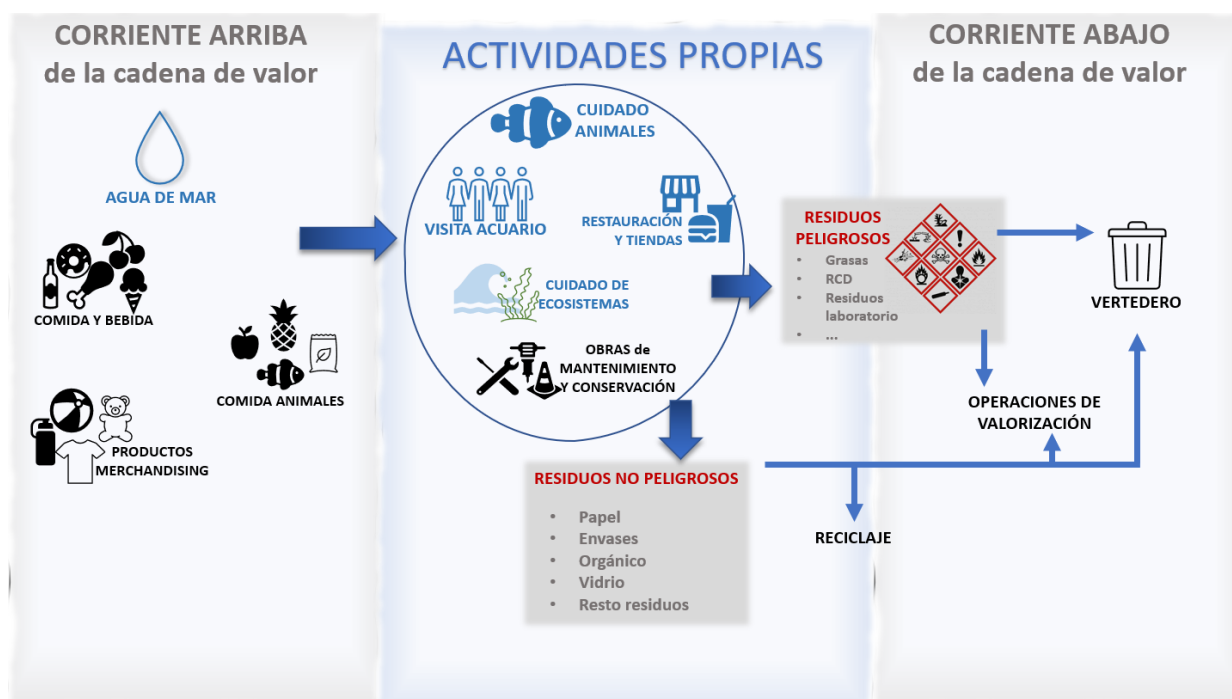 CORRIENTE ARRIBA
de la cadena de valor
AGUA DE MAR
COMIDA Y BEBIDA
COMIDA ANIMALES
PRODUCTOS
MERCHANDISING
ACTIVIDADES PROPIAS
CUIDADO
ANIMALES
VISITA ACUARIO
RESTAURACIÓN
Y TIENDAS
CUIDADO DE
ECOSISTEMAS
OBRAS de
MANTENIMIENTO
Y CONSERVACIÓN
RESIDUOS NO PELIGROSOS
• Papel
• Envases
• Orgánico
• Vidrio
• Resto residuos
CORRIENTE ABAJO
de la cadena de valor
RESIDUOS
PELIGROSOS
• Grasas
• RCD
• Residuos
laboratorio
• ...
VERTEDERO
OPERACIONES DE
VALORIZACIÓN
RECICLAJE